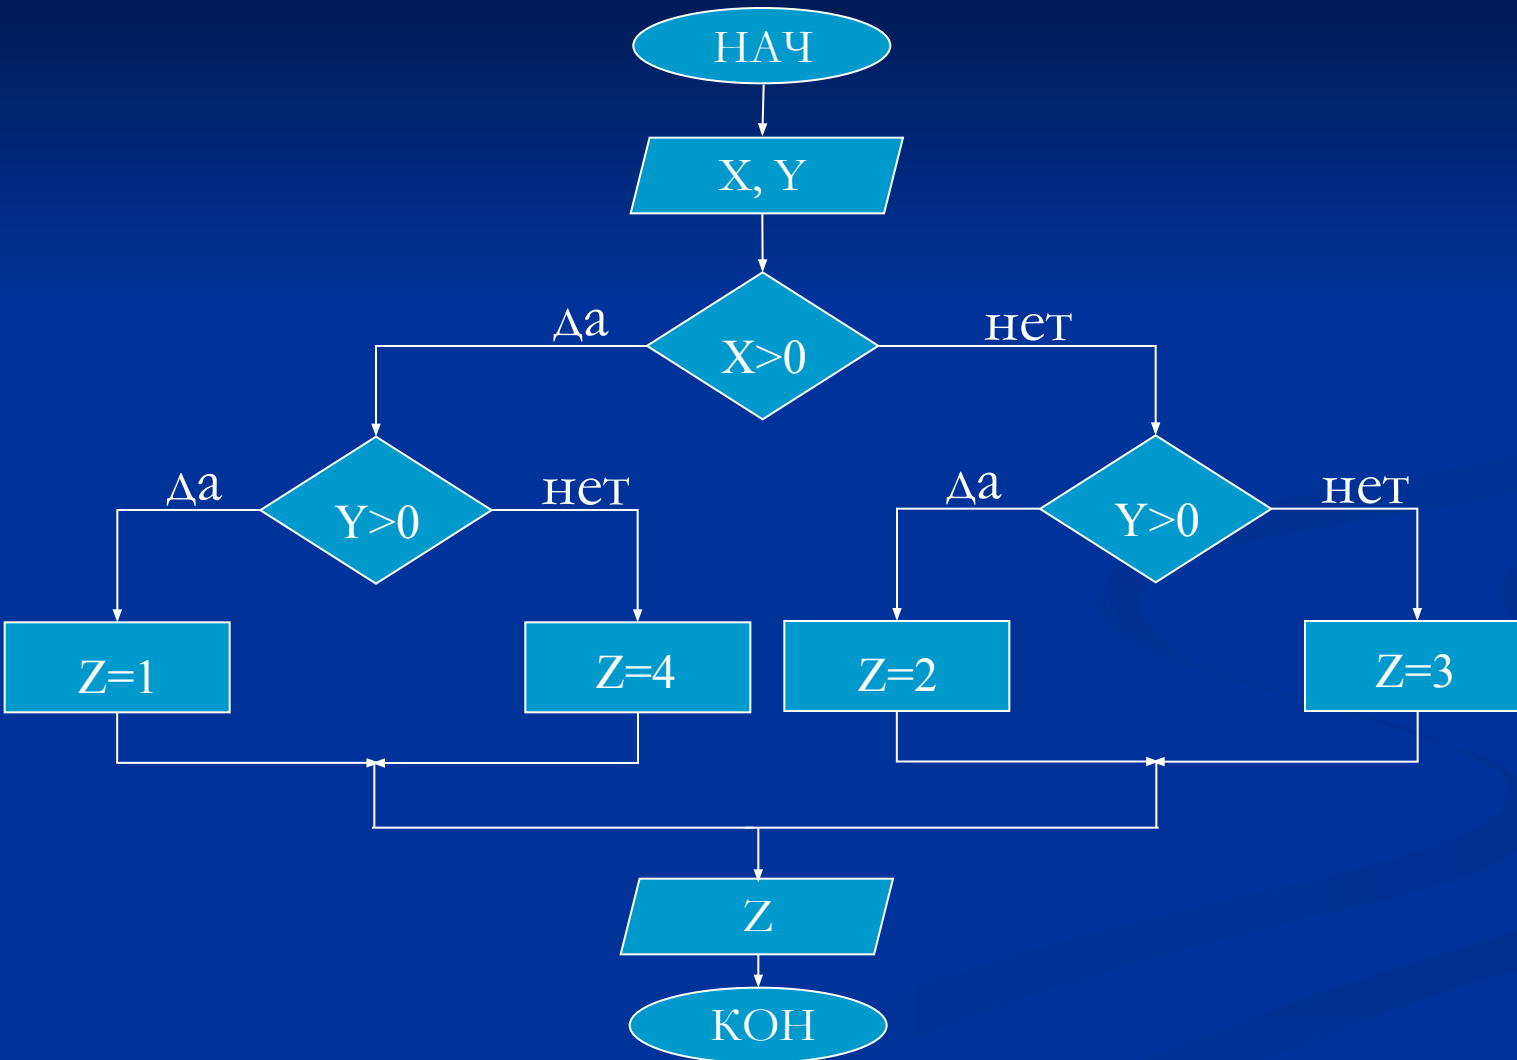 НАЧ
X, Y
да
нет
X>0
да
нет
да
нет
Y>0
Y>0
Z=1
Z=4
Z=2
Z=3
Z
КОН